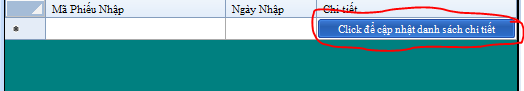 Mã Phiếu Nhập Ngày Nhập Chi tiết
* Click để cập nhật danh sách chi tiết